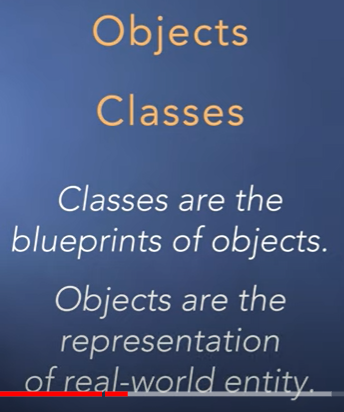 Objects
Classes
Classes are the
blueprints of objects.
Objects are the
representation
of real-world entity.